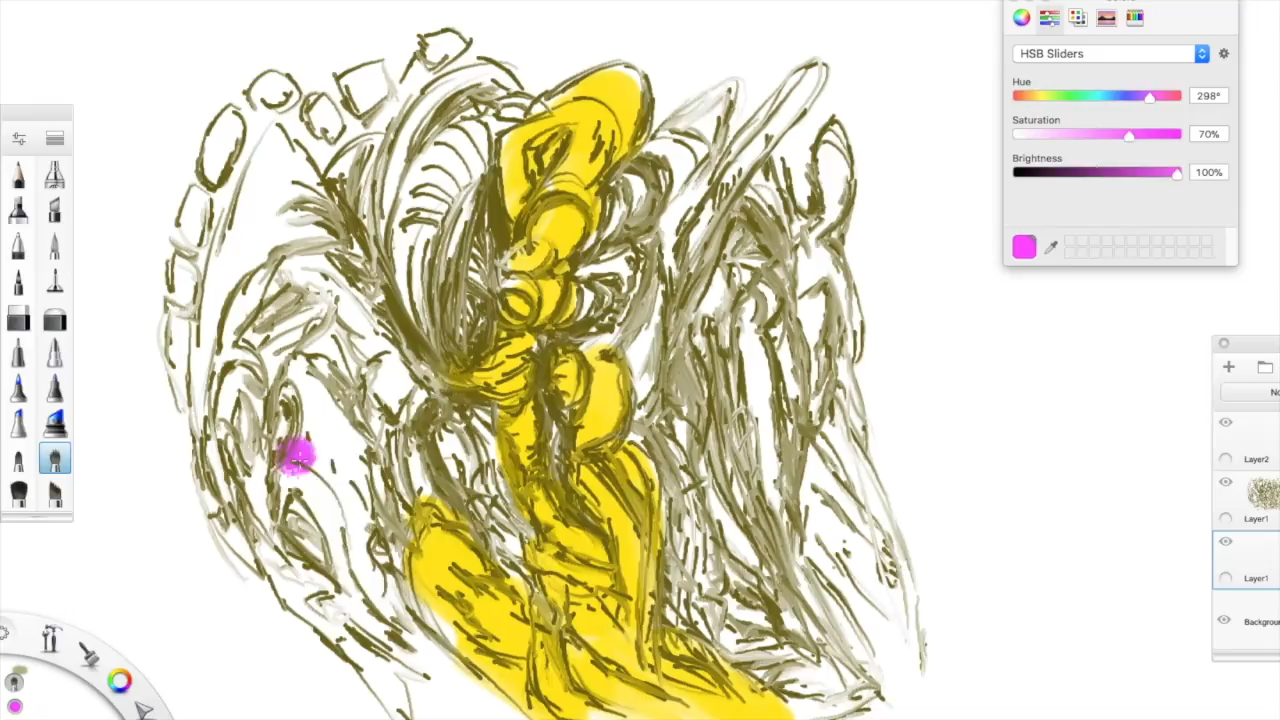 HSB Sliders
Hue
298°
Saturation
70%
Brightness
100%
Layer2
Layer1
Layer1